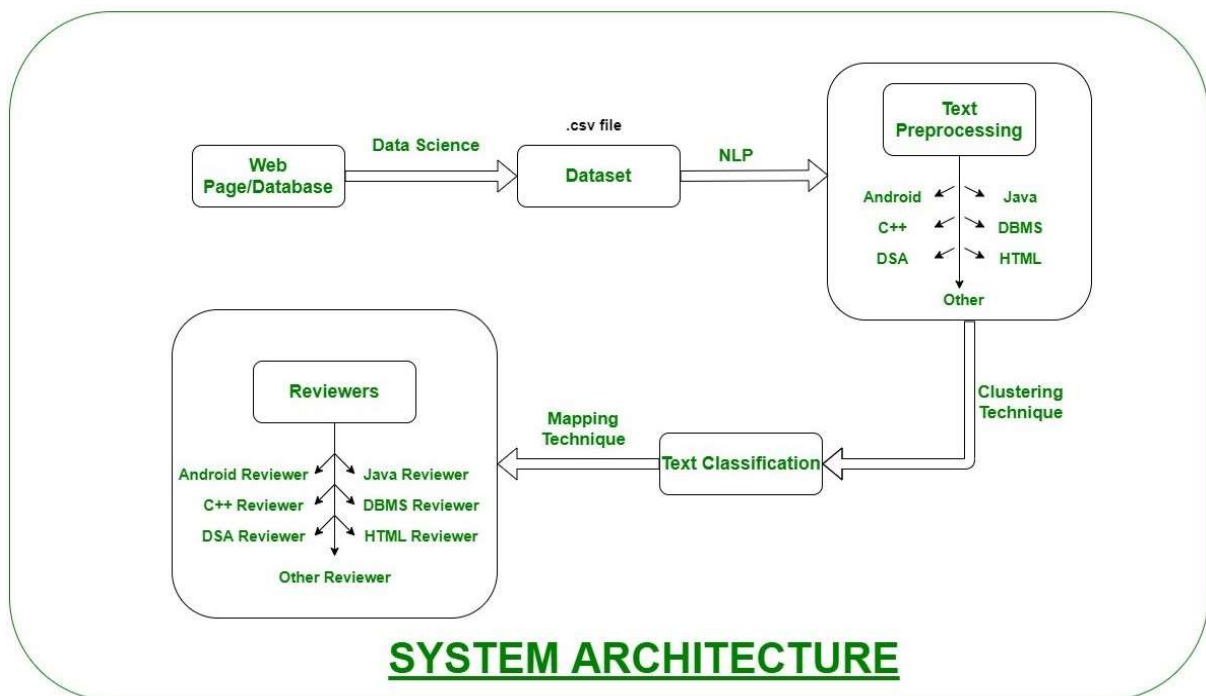 Web
Page/Database
Data Science
.csv file
Dataset
NLP
Text
Preprocessing
Android
Java
C++
DBMS
DSA
HTML
Other
Clustering
Technique
Text Classification
Mapping
Technique
Reviewers
Android Reviewer
Java Reviewer
C++ Reviewer
DBMS Reviewer
DSA Reviewer
HTML Reviewer
Other Reviewer
SYSTEM ARCHITECTURE